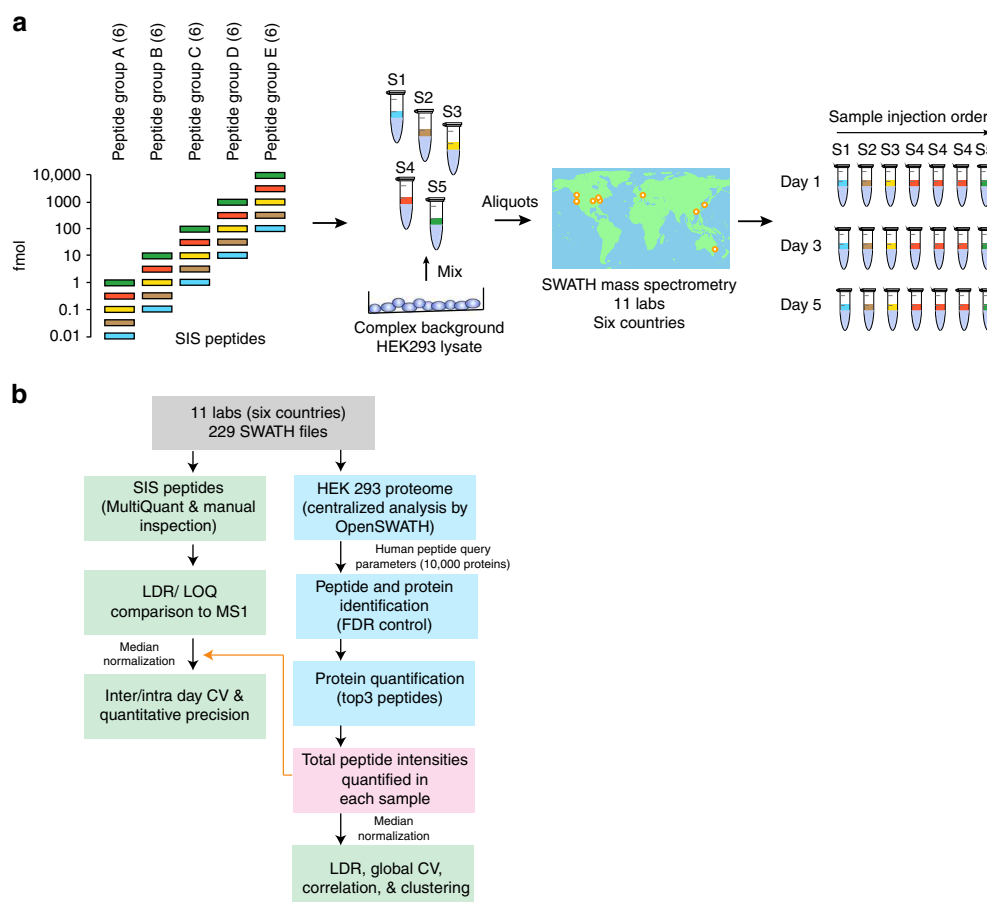 a
Peptide group A (6)
Peptide group B (6)
Peptide group C (6)
Peptide group D (6)
Peptide group E (6)
10,000
1000
100
10
1
0.1
0.01
fmol
SIS peptides
S1
S2
S3
S4
S5
Mix
Complex background
HEK293 lysate
Aliquots
SWATH mass spectrometry
11 labs
Six countries
Sample injection order
S1 S2 S3 S4 S4 S4
Day 1
Day 3
Day 5
b
11 labs (six countries)
229 SWATH files
SIS peptides
(MultiQuant & manual
inspection)
HEK 293 proteome
(centralized analysis by
OpenSWATH)
Human peptide query
parameters (10,000 proteins)
LDR/ LOQ
comparison to MS1
Peptide and protein
identification
(FDR control)
Median
normalization
Inter/intra day CV &
quantitative precision
Protein quantification
(top3 peptides)
Total peptide intensities
quantified in
each sample
Median
normalization
LDR, global CV,
correlation, & clustering